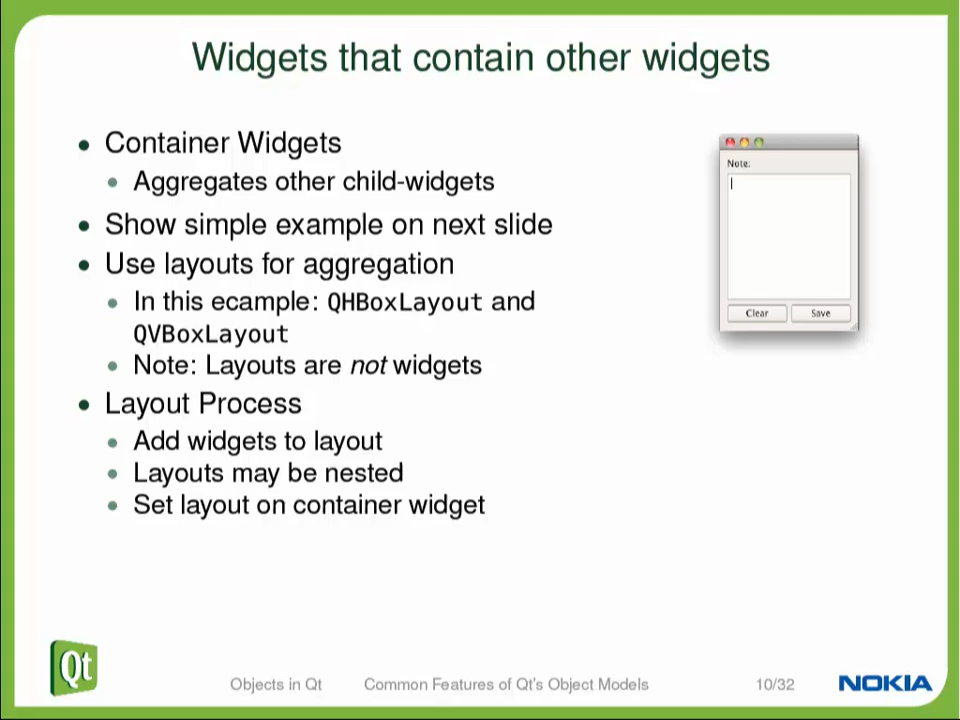 Widgets that contain other widgets
• Container Widgets
• Aggregates other child-widgets
• Show simple example on next slide
• Use layouts for aggregation
• In this ecample: QHBoxLayout and
QVBoxLayout
• Note: Layouts are not widgets
• Layout Process
• Add widgets to layout
• Layouts may be nested
• Set layout on container widget
Note:
Clear Save
Qt
Objects in Qt Common Features of Qt's Object Models 10/32
NOKIA